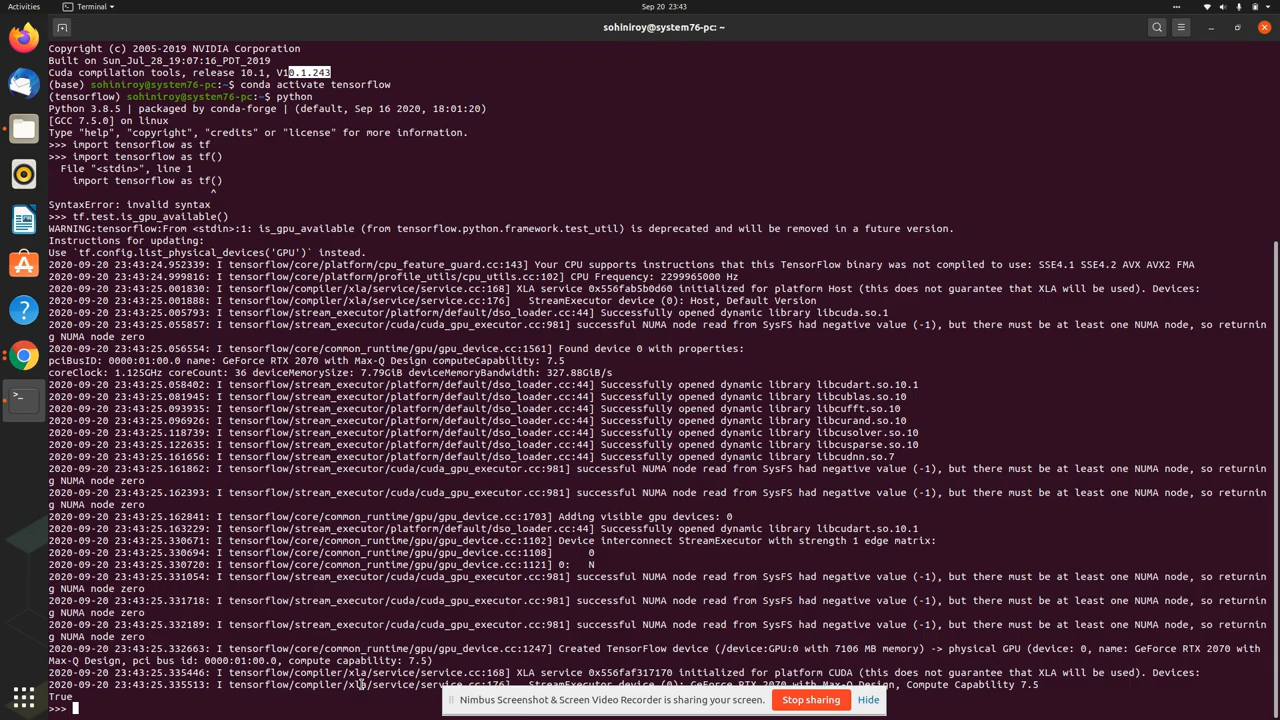 Activities
Terminal
Sep 20 23:43
sohiniroy@system76-pc: ~
Copyright (c) 2005-2019 NVIDIA Corporation
Built on Sun_Jul_28_19:07:16_PDT_2019
Cuda compilation tools, release 10.1, V10.1.243
(base) sohiniroy@system76-pc:~$ conda activate tensorflow
(tensorflow) sohiniroy@system76-pc:~$ python
Python 3.8.5 | packaged by conda-forge | (default, Sep 16 2020, 18:01:20)
[GCC 7.5.0] on linux
Type "help", "copyright", "credits" or "license" for more information.
>>> import tensorflow as tf
>>> import tensorflow as tf()
  File "<stdin>", line 1
    import tensorflow as tf()
                           ^
SyntaxError: invalid syntax
>>> tf.test.is_gpu_available()
WARNING:tensorflow:From <stdin>:1: is_gpu_available (from tensorflow.python.framework.test_util) is deprecated and will be removed in a future version.
Instructions for updating:
Use `tf.config.list_physical_devices('GPU')` instead.
2020-09-20 23:43:24.952339: I tensorflow/core/platform/cpu_feature_guard.cc:143] Your CPU supports instructions that this TensorFlow binary was not compiled to use: SSE4.1 SSE4.2 AVX AVX2 FMA
2020-09-20 23:43:24.999816: I tensorflow/core/platform/profile_utils/cpu_utils.cc:102] CPU Frequency: 2299965000 Hz
2020-09-20 23:43:25.001830: I tensorflow/compiler/xla/service/service.cc:168] XLA service 0x556fab5b0d60 initialized for platform Host (this does not guarantee that XLA will be used). Devices:
2020-09-20 23:43:25.001888: I tensorflow/compiler/xla/service/service.cc:176]   StreamExecutor device (0): Host, Default Version
2020-09-20 23:43:25.005793: I tensorflow/stream_executor/platform/default/dso_loader.cc:44] Successfully opened dynamic library libcuda.so.1
2020-09-20 23:43:25.055857: I tensorflow/stream_executor/cuda/cuda_gpu_executor.cc:981] successful NUMA node read from SysFS had negative value (-1), but there must be at least one NUMA node, so returnin
g NUMA node zero
2020-09-20 23:43:25.056554: I tensorflow/core/common_runtime/gpu/gpu_device.cc:1561] Found device 0 with properties:
pciBusID: 0000:01:00.0 name: GeForce RTX 2070 with Max-Q Design computeCapability: 7.5
coreClock: 1.125GHz coreCount: 36 deviceMemorySize: 7.79GiB deviceMemoryBandwidth: 327.88GiB/s
2020-09-20 23:43:25.058402: I tensorflow/stream_executor/platform/default/dso_loader.cc:44] Successfully opened dynamic library libcudart.so.10.1
2020-09-20 23:43:25.081945: I tensorflow/stream_executor/platform/default/dso_loader.cc:44] Successfully opened dynamic library libcublas.so.10
2020-09-20 23:43:25.093935: I tensorflow/stream_executor/platform/default/dso_loader.cc:44] Successfully opened dynamic library libcufft.so.10
2020-09-20 23:43:25.096926: I tensorflow/stream_executor/platform/default/dso_loader.cc:44] Successfully opened dynamic library libcurand.so.10
2020-09-20 23:43:25.118739: I tensorflow/stream_executor/platform/default/dso_loader.cc:44] Successfully opened dynamic library libcusolver.so.10
2020-09-20 23:43:25.122635: I tensorflow/stream_executor/platform/default/dso_loader.cc:44] Successfully opened dynamic library libcusparse.so.10
2020-09-20 23:43:25.161656: I tensorflow/stream_executor/platform/default/dso_loader.cc:44] Successfully opened dynamic library libcudnn.so.7
2020-09-20 23:43:25.161862: I tensorflow/stream_executor/cuda/cuda_gpu_executor.cc:981] successful NUMA node read from SysFS had negative value (-1), but there must be at least one NUMA node, so returnin
g NUMA node zero
2020-09-20 23:43:25.162393: I tensorflow/stream_executor/cuda/cuda_gpu_executor.cc:981] successful NUMA node read from SysFS had negative value (-1), but there must be at least one NUMA node, so returnin
g NUMA node zero
2020-09-20 23:43:25.162841: I tensorflow/core/common_runtime/gpu/gpu_device.cc:1703] Adding visible gpu devices: 0
2020-09-20 23:43:25.163229: I tensorflow/stream_executor/platform/default/dso_loader.cc:44] Successfully opened dynamic library libcudart.so.10.1
2020-09-20 23:43:25.330671: I tensorflow/core/common_runtime/gpu/gpu_device.cc:1102] Device interconnect StreamExecutor with strength 1 edge matrix:
2020-09-20 23:43:25.330694: I tensorflow/core/common_runtime/gpu/gpu_device.cc:1108]      0
2020-09-20 23:43:25.330720: I tensorflow/core/common_runtime/gpu/gpu_device.cc:1121] 0:   N
2020-09-20 23:43:25.331054: I tensorflow/stream_executor/cuda/cuda_gpu_executor.cc:981] successful NUMA node read from SysFS had negative value (-1), but there must be at least one NUMA node, so returnin
g NUMA node zero
2020-09-20 23:43:25.331718: I tensorflow/stream_executor/cuda/cuda_gpu_executor.cc:981] successful NUMA node read from SysFS had negative value (-1), but there must be at least one NUMA node, so returnin
g NUMA node zero
2020-09-20 23:43:25.332189: I tensorflow/stream_executor/cuda/cuda_gpu_executor.cc:981] successful NUMA node read from SysFS had negative value (-1), but there must be at least one NUMA node, so returnin
g NUMA node zero
2020-09-20 23:43:25.332663: I tensorflow/core/common_runtime/gpu/gpu_device.cc:1247] Created TensorFlow device (/device:GPU:0 with 7106 MB memory) -> physical GPU (device: 0, name: GeForce RTX 2070 with
Max-Q Design, pci bus id: 0000:01:00.0, compute capability: 7.5)
2020-09-20 23:43:25.335446: I tensorflow/compiler/xla/service/service.cc:168] XLA service 0x556faf317170 initialized for platform CUDA (this does not guarantee that XLA will be used). Devices:
2020-09-20 23:43:25.335513: I tensorflow/compiler/xla/service/service.cc:176]   StreamExecutor device (0): GeForce RTX 2070 with Max-Q Design, Compute Capability 7.5
True
>>>
Nimbus Screenshot & Screen Video Recorder is sharing your screen.
Stop sharing
Hide